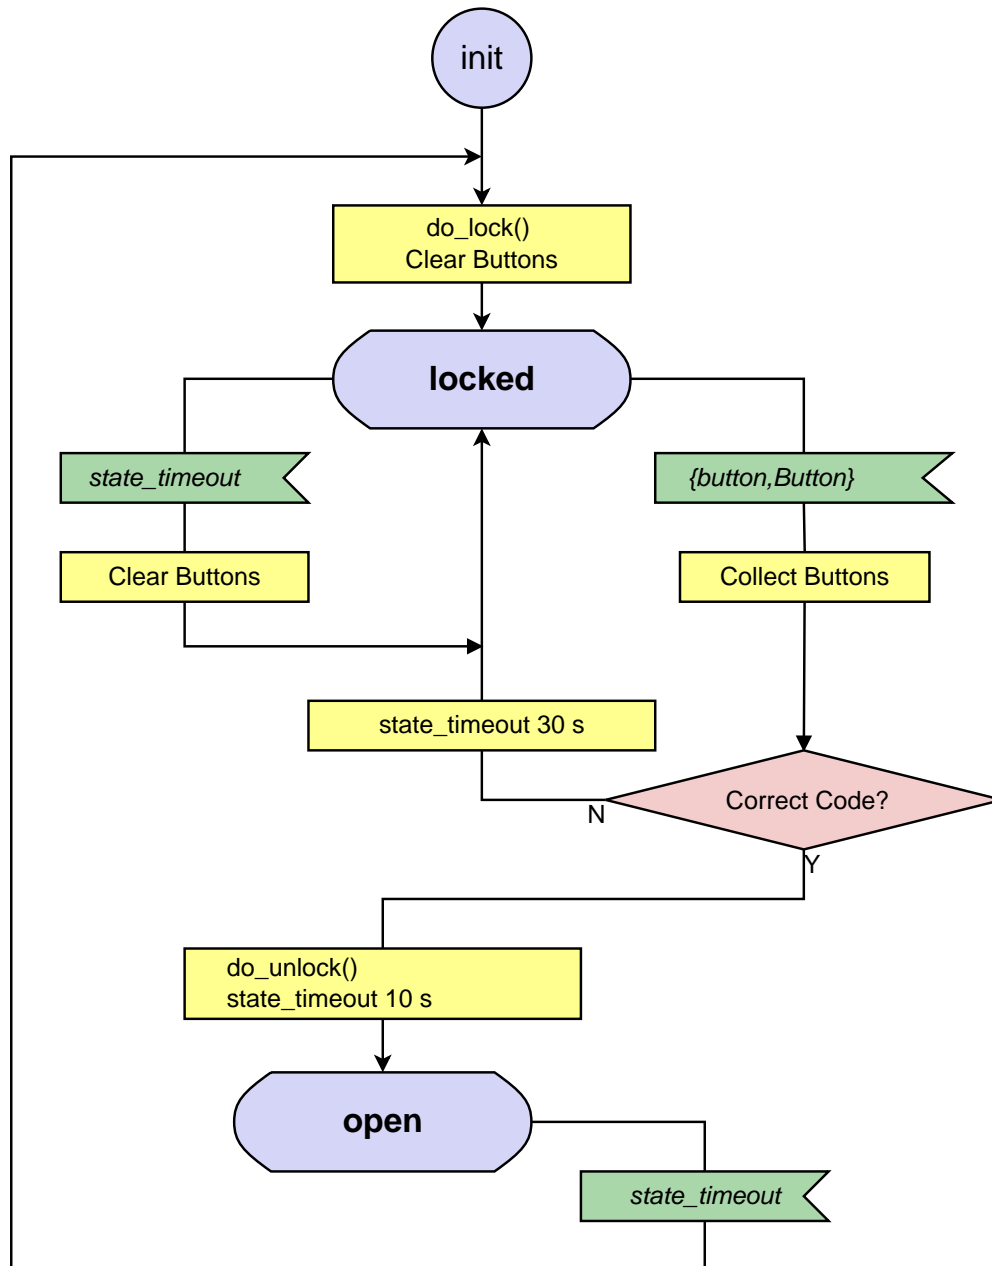 init
do_lock()
Clear Buttons
locked
state_timeout
{button,Button}
Clear Buttons
Collect Buttons
state_timeout 30 s
Correct Code?
N
Y
do_unlock()
state_timeout 10 s
open
state_timeout